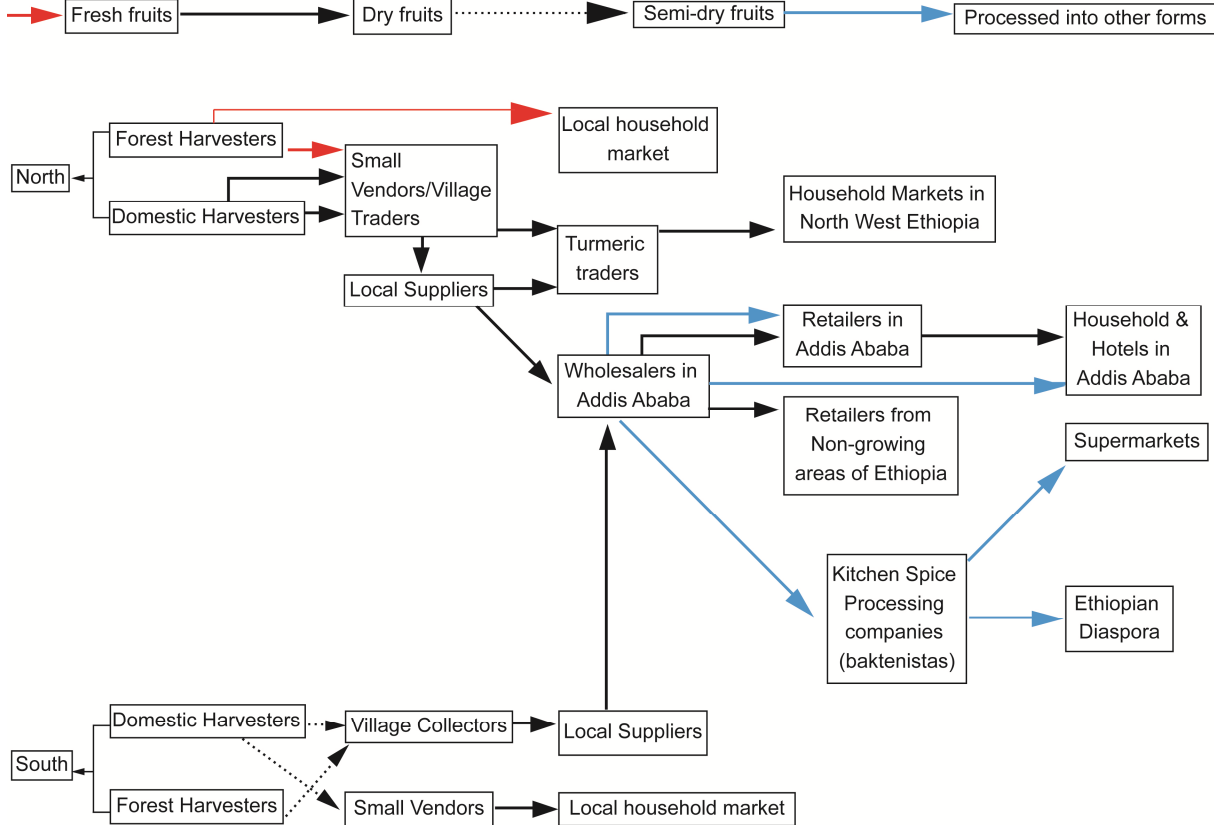 Fresh fruits
Dry fruits
Semi-dry fruits
Processed into other forms
Forest Harvesters
North
Domestic Harvesters
Small
Vendors/Village
Traders
Local Suppliers
Local household
market
Turmeric
traders
Household Markets in
North West Ethiopia
Wholesalers in
Addis Ababa
Retailers in
Addis Ababa
Household &
Hotels in
Addis Ababa
Retailers from
Non-growing
areas of Ethiopia
Supermarkets
Kitchen Spice
Processing
companies
(baktenistas)
Ethiopian
Diaspora
Domestic Harvesters
South
Forest Harvesters
Village Collectors
Local Suppliers
Small Vendors
Local household market